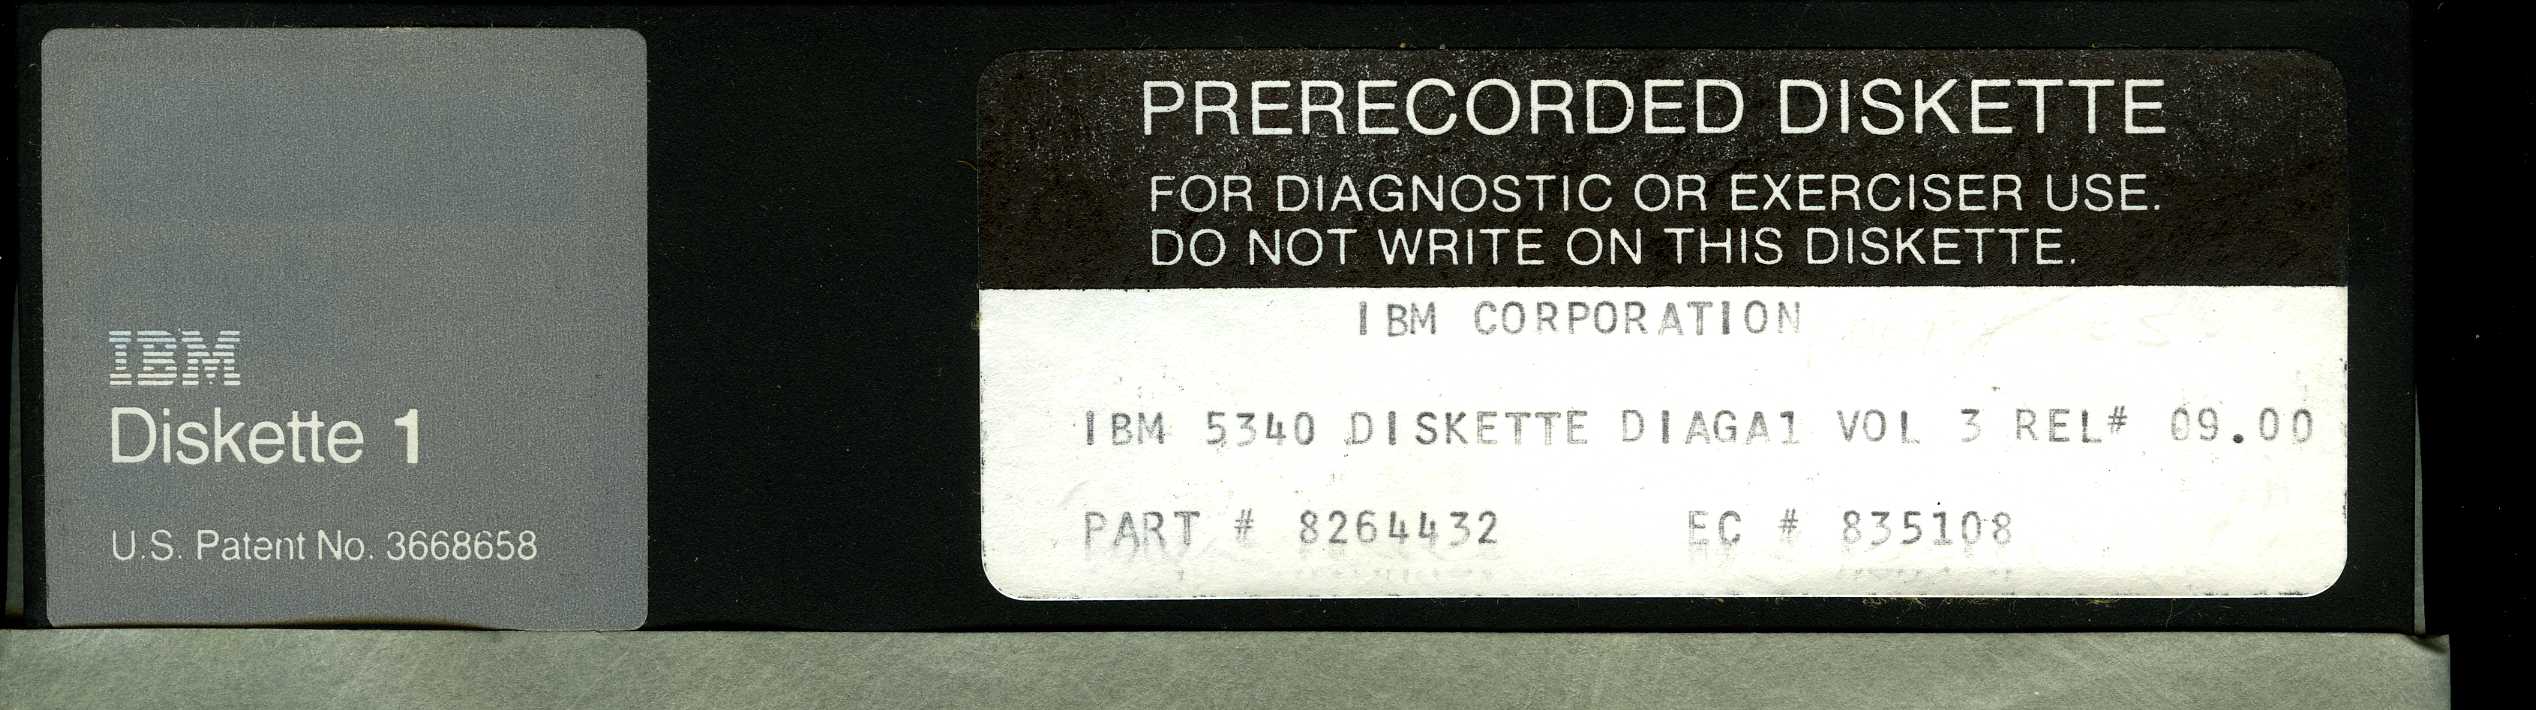 IBM
Diskette 1
U.S. Patent No. 3668658
PRERECORDED DISKETTE
FOR DIAGNOSTIC OR EXERCISER USE.
DO NOT WRITE ON THIS DISKETTE.
IBM CORPORATION
IBM 5340 DISKETTE DIAGA1 VOL 3 REL# 09.00
PART # 8264432 EC # 835108